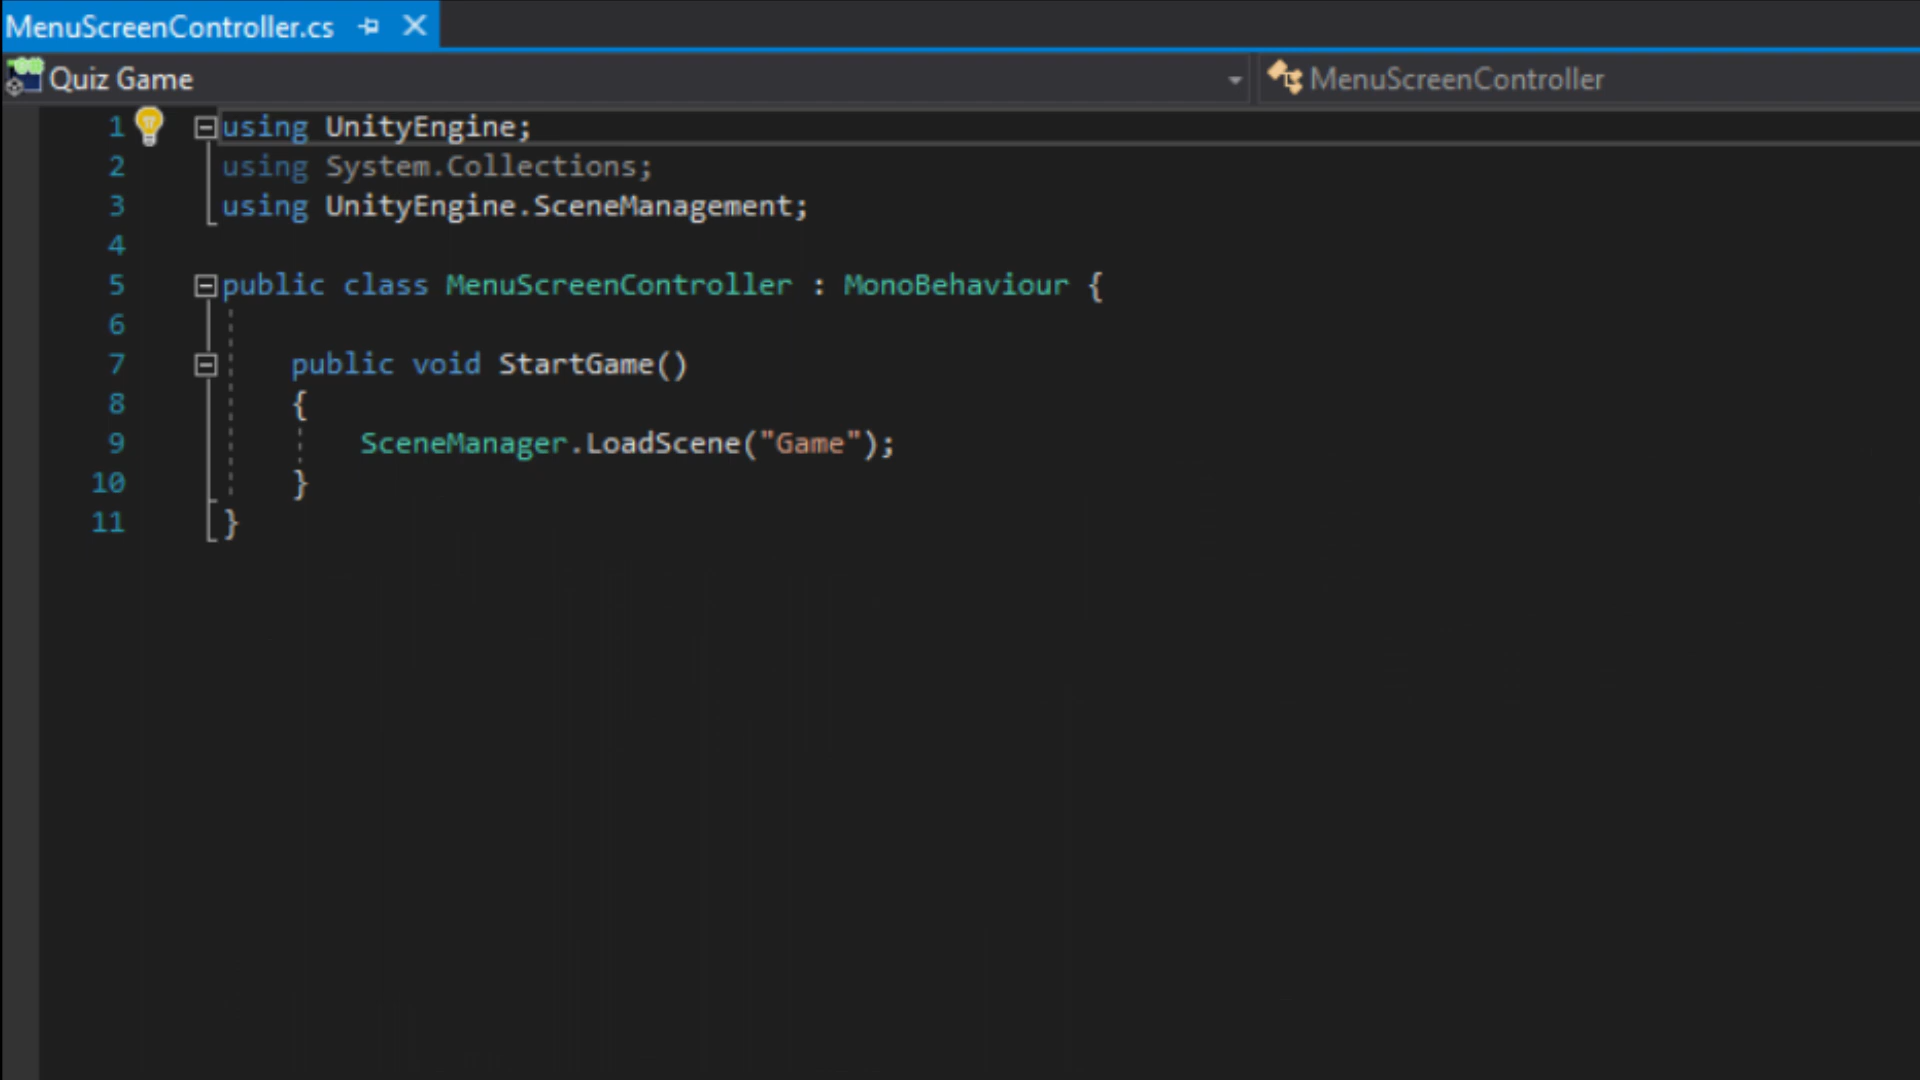 MenuScreenController.cs
Quiz Game
MenuScreenController
1 using UnityEngine;
2 using System.Collections;
3 using UnityEngine.SceneManagement;
4
5 public class MenuScreenController : MonoBehaviour {
6
7 public void StartGame()
8 {
9 SceneManager.LoadScene("Game");
10 }
11 }